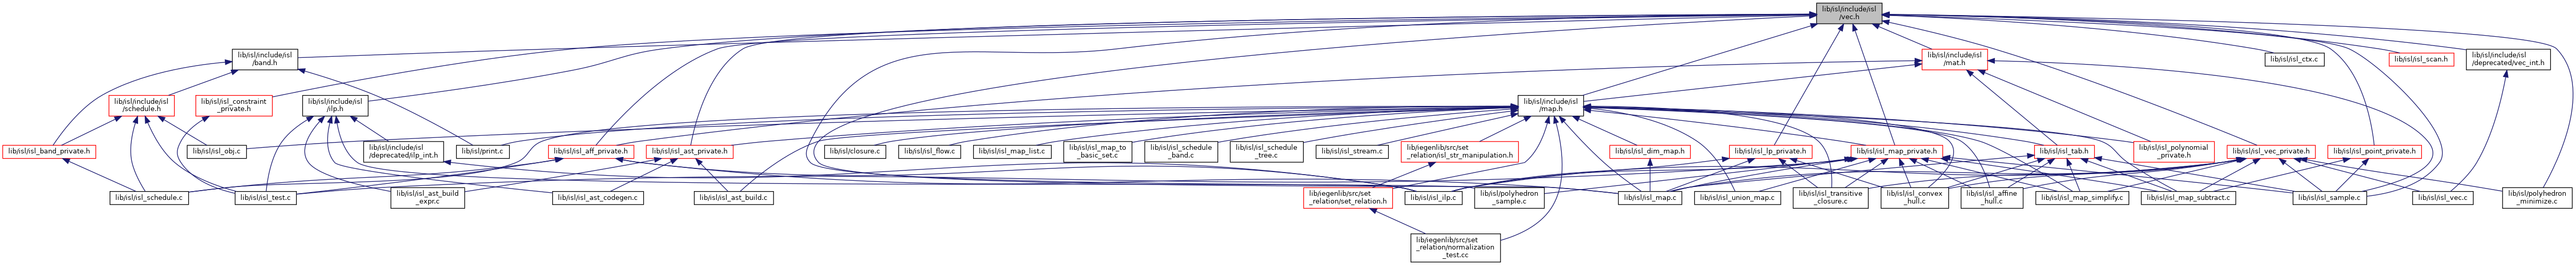 lib/isl/include/isl
/vec.h
lib/isl/include/isl
/band.h
lib/isl/include/isl
/mat.h
lib/isl/isl_ctx.c
lib/isl/isl_scan.h
lib/isl/include/isl
/deprecated/vec_int.h
lib/isl/include/isl
/schedule.h
lib/isl/isl_constraint
_private.h
lib/isl/include/isl
/ilp.h
lib/isl/include/isl
/map.h
lib/isl/isl_band_private.h
lib/isl/isl_obj.c
lib/isl/include/isl
/deprecated/ilp_int.h
lib/isl/print.c
lib/isl/isl_aff_private.h
lib/isl/isl_ast_private.h
lib/isl/closure.c
lib/isl/isl_flow.c
lib/isl/isl_map_list.c
lib/isl/isl_map_to
_basic_set.c
lib/isl/isl_schedule
_band.c
lib/isl/isl_schedule
_tree.c
lib/isl/isl_stream.c
lib/iegenlib/src/set
_relation/isl_str_manipulation.h
lib/isl/isl_dim_map.h
lib/isl/isl_lp_private.h
lib/isl/isl_map_private.h
lib/isl/isl_tab.h
lib/isl/isl_polynomial
_private.h
lib/isl/isl_vec_private.h
lib/isl/isl_point_private.h
lib/isl/isl_schedule.c
lib/isl/isl_test.c
lib/isl/isl_ast_build
_expr.c
lib/isl/isl_ast_codegen.c
lib/isl/isl_ast_build.c
lib/iegenlib/src/set
_relation/set_relation.h
lib/isl/isl_ilp.c
lib/isl/polyhedron
_sample.c
lib/isl/isl_map.c
lib/isl/isl_union_map.c
lib/isl/isl_transitive
_closure.c
lib/isl/isl_convex
_hull.c
lib/isl/isl_affine
_hull.c
lib/isl/isl_map_simplify.c
lib/isl/isl_map_subtract.c
lib/isl/isl_sample.c
lib/isl/isl_vec.c
lib/isl/polyhedron
_minimize.c
lib/iegenlib/src/set
_relation/normalization
_test.cc